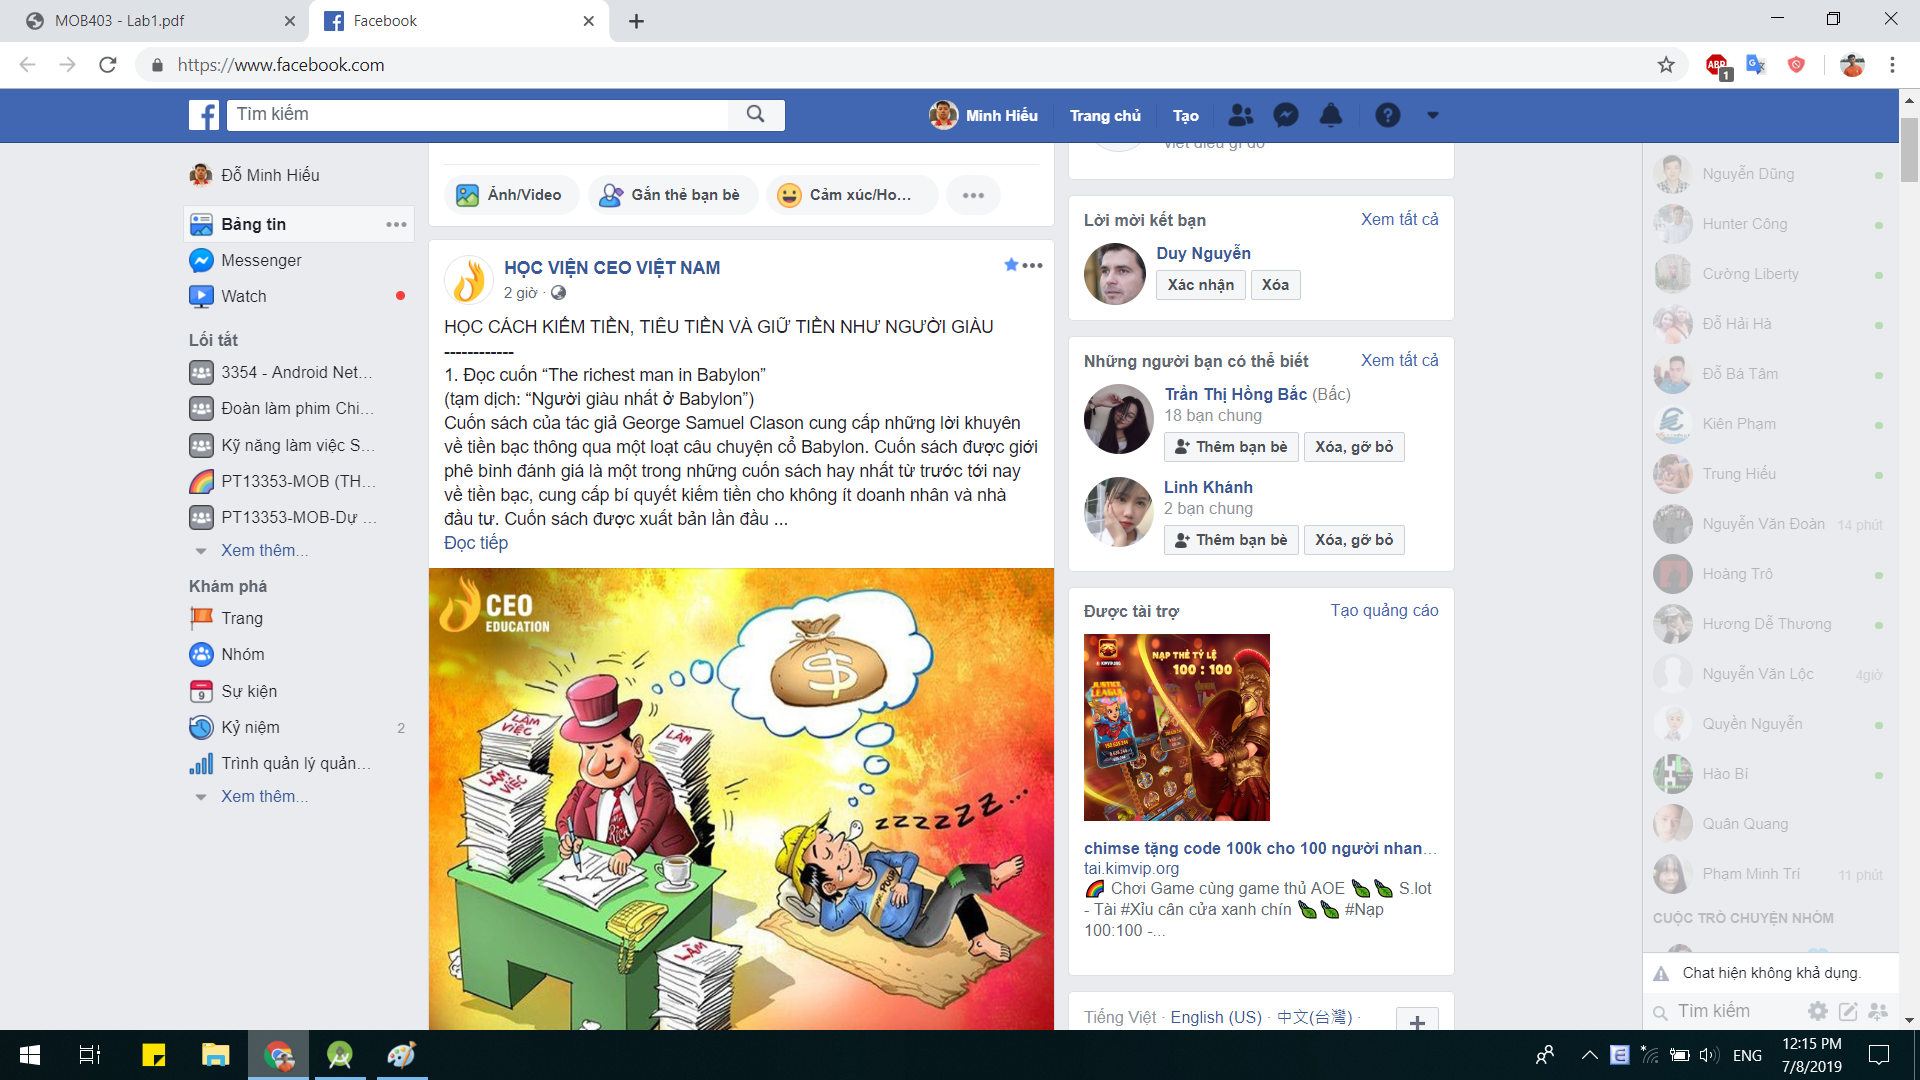 MOB403 - Lab1.pdf
Facebook
https://www.facebook.com
ABP
1
Tìm kiếm
Minh Hiếu
Trang chủ
Tạo
Đỗ Minh Hiếu
Bảng tin
Messenger
Watch
Lối tắt
3354 - Android Net...
Đoàn làm phim Chi...
Kỹ năng làm việc S...
PT13353-MOB (TH...
PT13353-MOB-Dự ...
Xem thêm...
Khám phá
Trang
Nhóm
9
Sự kiện
Kỷ niệm
2
Trình quản lý quản...
Xem thêm...
Ảnh/Video
Gắn thẻ bạn bè
Cảm xúc/Ho...
HỌC VIỆN CEO VIỆT NAM
2 giờ ·
HỌC CÁCH KIẾM TIỀN, TIÊU TIỀN VÀ GIỮ TIỀN NHƯ NGƯỜI GIÀU
------------
1. Đọc cuốn “The richest man in Babylon”
(tạm dịch: “Người giàu nhất ở Babylon”)
Cuốn sách của tác giả George Samuel Clason cung cấp những lời khuyên
về tiền bạc thông qua một loạt câu chuyện cổ Babylon. Cuốn sách được giới
phê bình đánh giá là một trong những cuốn sách hay nhất từ trước tới nay
về tiền bạc, cung cấp bí quyết kiếm tiền cho không ít doanh nhân và nhà
đầu tư. Cuốn sách được xuất bản lần đầu ...
Đọc tiếp
CEO
EDUCATION
$
LÀM VIỆC
LÀM
LÀM VIỆC
Rich
POOR
ZZZZZZ...
LÀM
viết điều gì đó
Lời mời kết bạn
Xem tất cả
Duy Nguyễn
Xác nhận
Xóa
Những người bạn có thể biết
Xem tất cả
Trần Thị Hồng Bắc (Bấc)
18 bạn chung
Thêm bạn bè
Xóa, gỡ bỏ
Linh Khánh
2 bạn chung
Thêm bạn bè
Xóa, gỡ bỏ
Được tài trợ
Tạo quảng cáo
NẠP THẺ TỶ LỆ
100 : 100
JUSTICE LEAGUE
chimse tặng code 100k cho 100 người nhan...
tai.kimvip.org
Chơi Game cùng game thủ AOE S.lot
- Tài #Xỉu cân cửa xanh chín #Nạp
100:100 -...
Tiếng Việt · English (US) · 中文(台灣) ·
Nguyễn Dũng
Hunter Công
Cường Liberty
Đỗ Hải Hà
Đỗ Bá Tâm
Kiên Phạm
Trung Hiếu
Nguyễn Văn Đoàn
14 phút
Hoàng Trô
Hương Dễ Thương
Nguyễn Văn Lộc
4giờ
Quyền Nguyễn
Hào Bí
Quân Quang
Phạm Minh Trí
11 phút
CUỘC TRÒ CHUYỆN NHÓM
Chat hiện không khả dụng.
Tìm kiếm
ENG
12:15 PM
7/8/2019